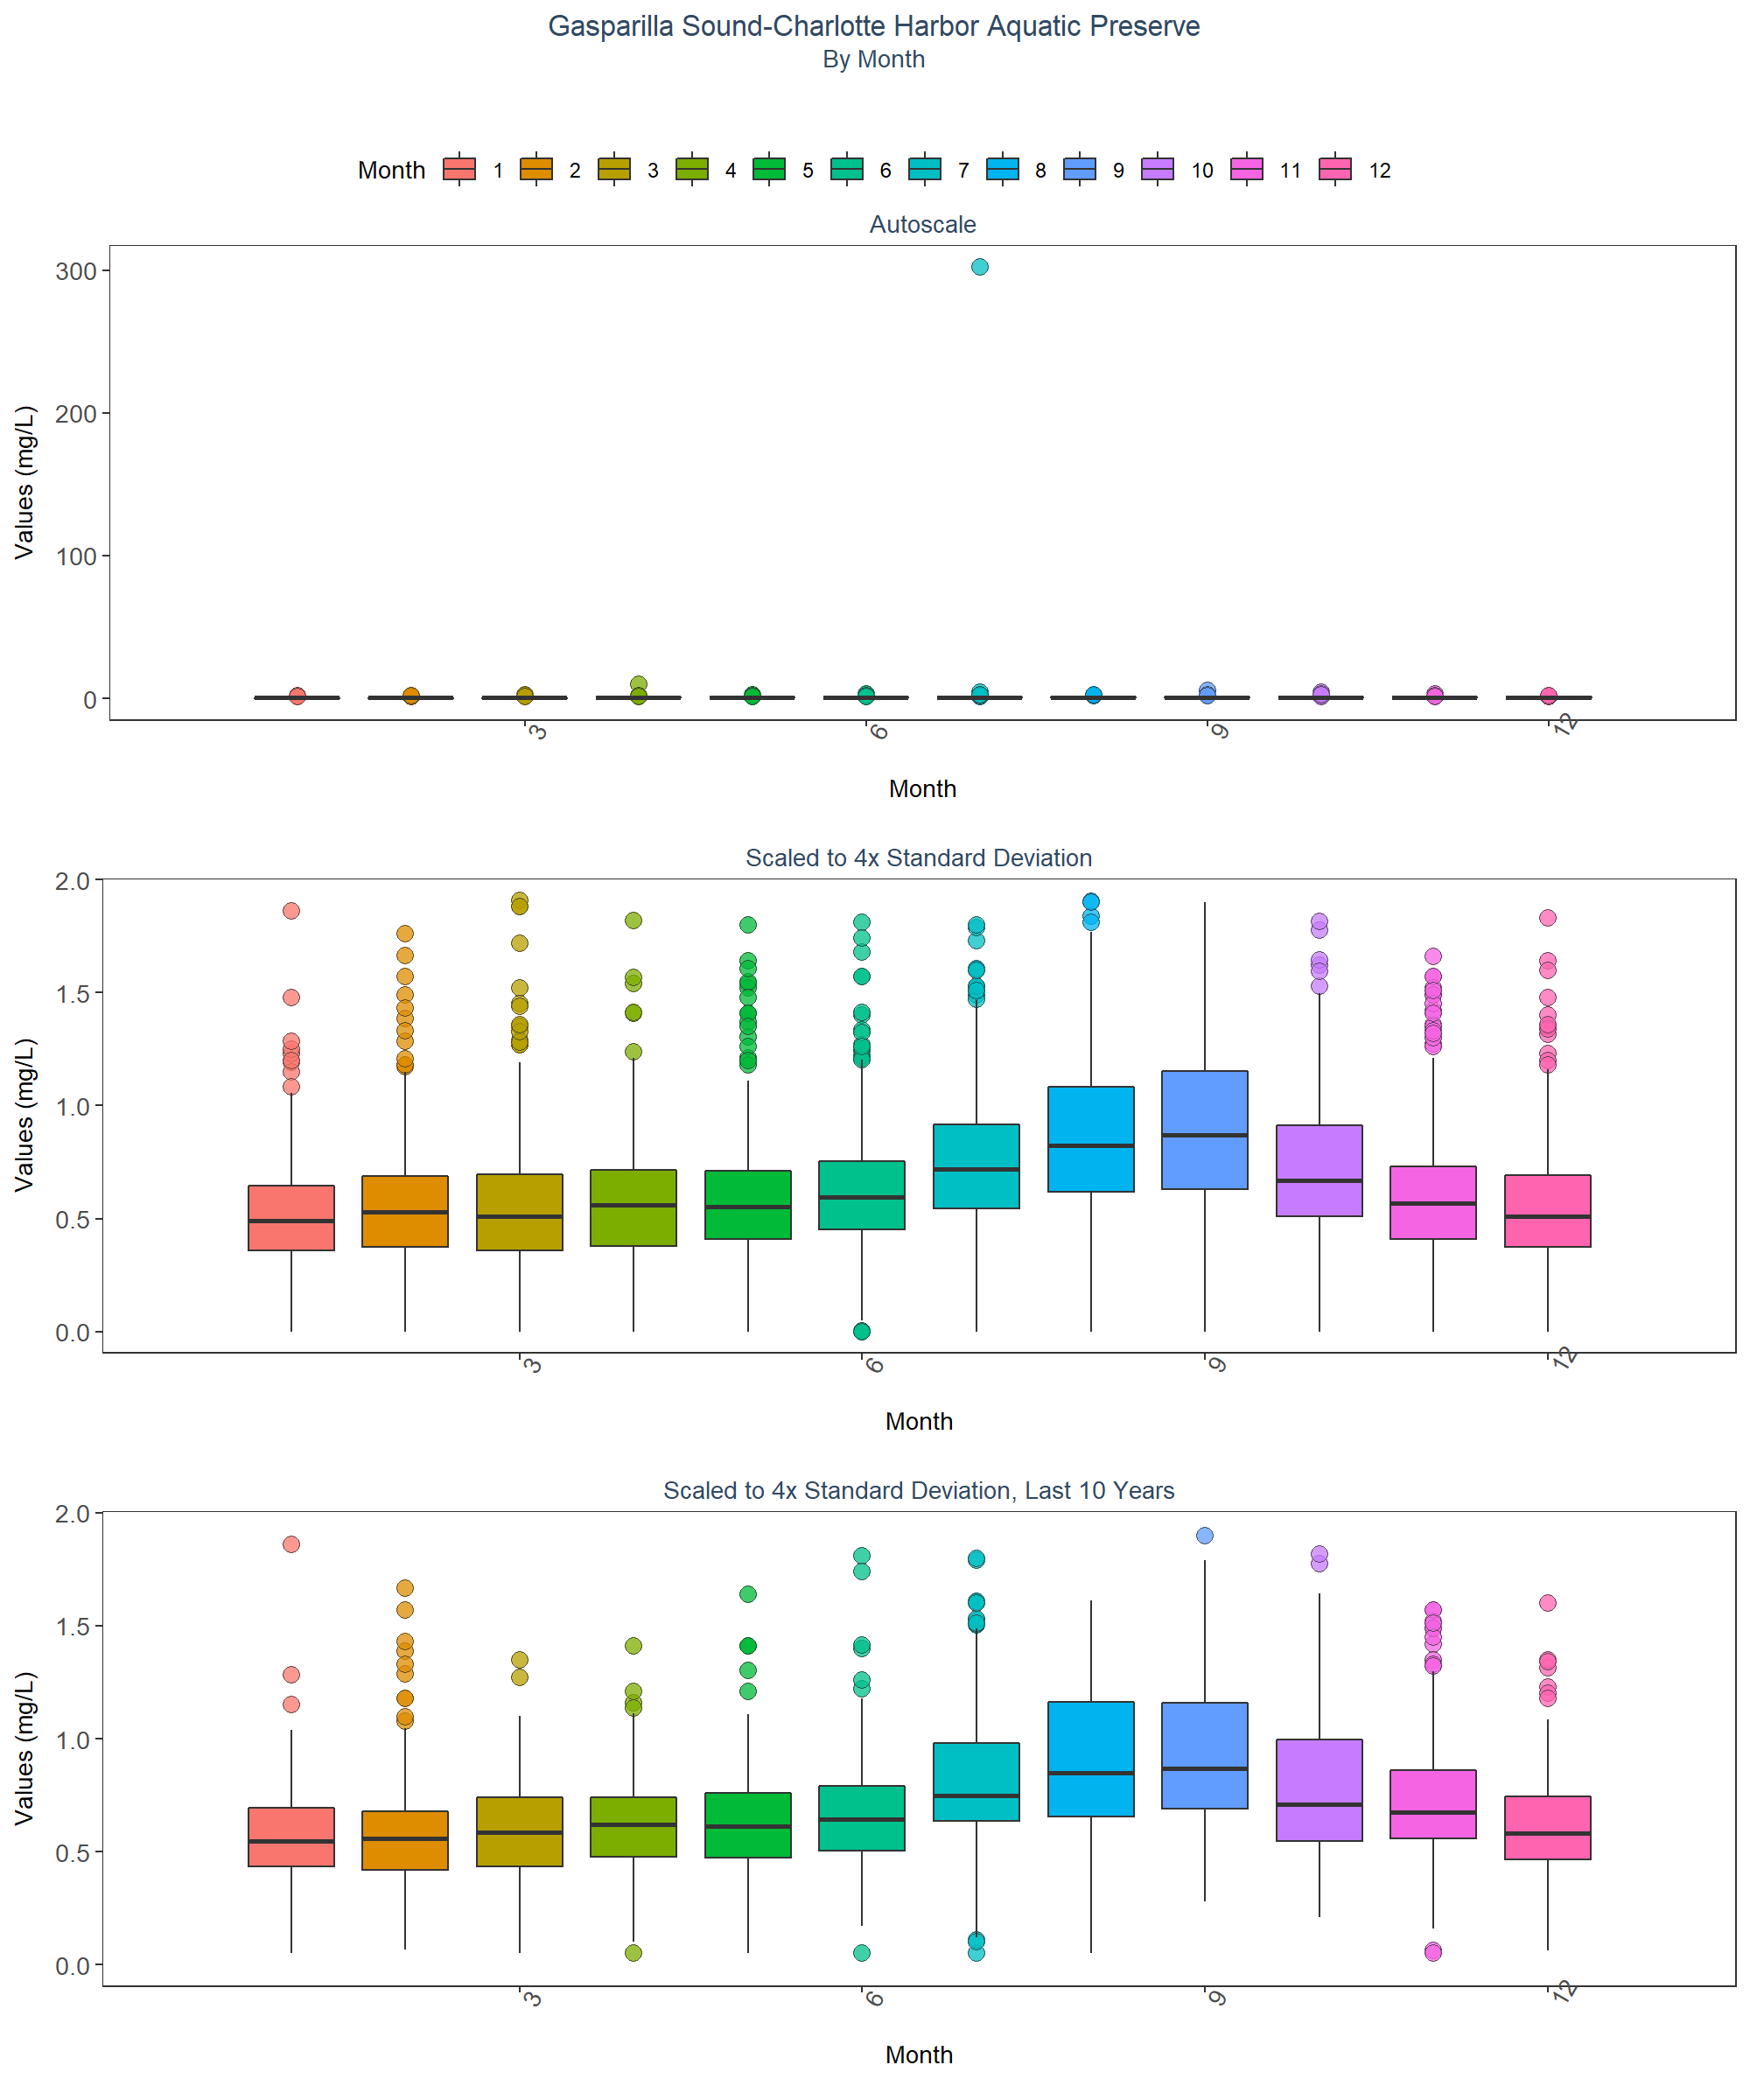 Gasparilla Sound-Charlotte Harbor Aquatic Preserve
By Month
Month 1 2 3 4 5 6 7 8 9 10 11 12
Autoscale
Values (mg/L)
300
200
100
0
3 6 9 12
Month
Scaled to 4x Standard Deviation
Values (mg/L)
2.0
1.5
1.0
0.5
0.0
3 6 9 12
Month
Scaled to 4x Standard Deviation, Last 10 Years
Values (mg/L)
2.0
1.5
1.0
0.5
0.0
3 6 9 12
Month